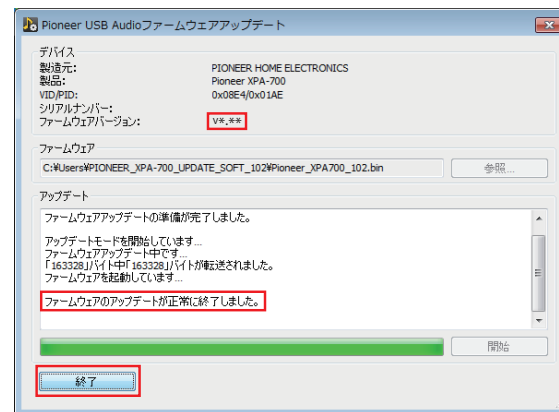 Pioneer USB Audioファームウェアアップデート
デバイス
製造元: PIONEER HOME ELECTRONICS
製品: Pioneer XPA-700
VID/PID: 0x08E4/0x01AE
シリアルナンバー:
ファームウェアバージョン: V*.**
ファームウェア
C:¥Users¥PIONEER_XPA-700_UPDATE_SOFT_102¥Pioneer_XPA700_102.bin 参照...
アップデート
ファームウェアアップデートの準備が完了しました。
アップデートモードを開始しています...
ファームウェアアップデート中です...
「163328」バイト中「163328」バイトが転送されました。
ファームウェアを起動しています...
ファームウェアのアップデートが正常に終了しました。
開始
終了